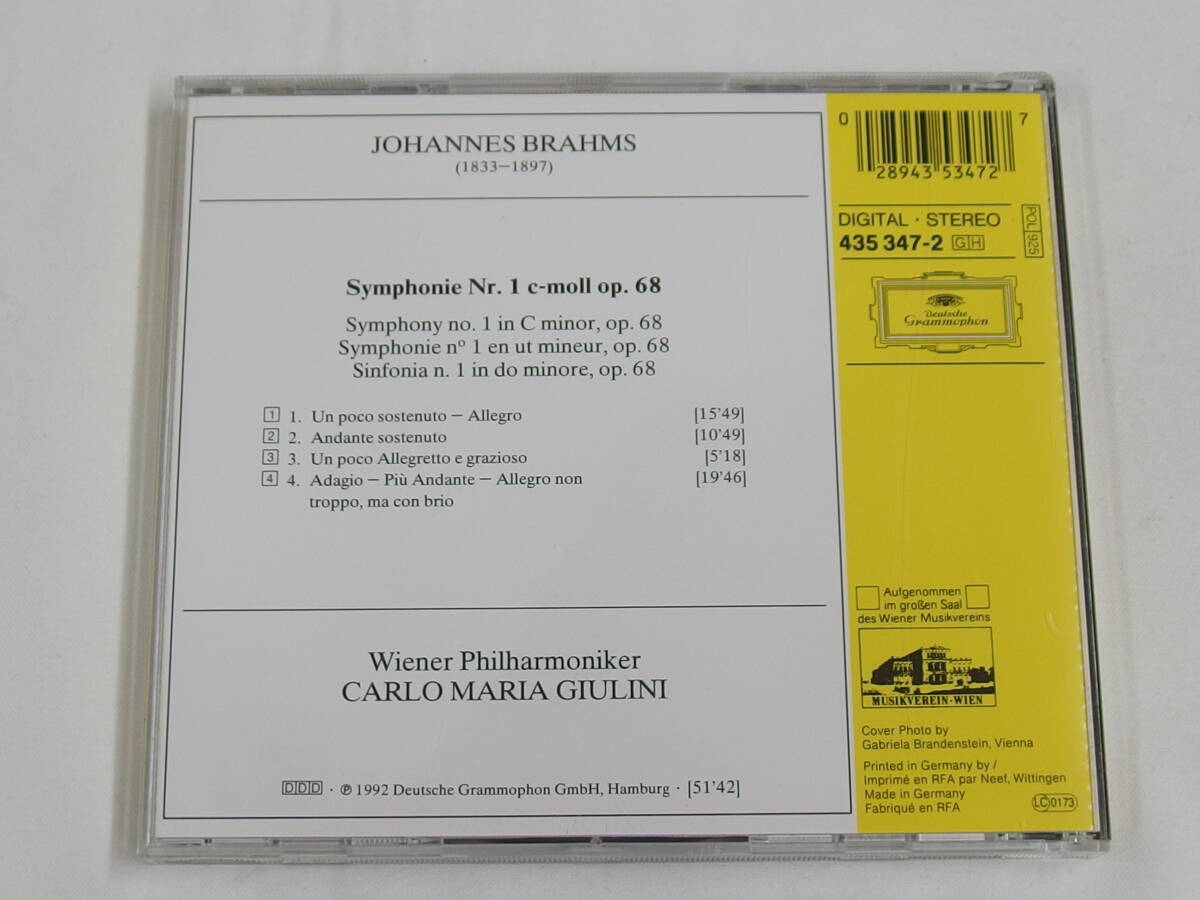 JOHANNES BRAHMS
(1833–1897)
Symphonie Nr. 1 c-moll op. 68
Symphony no. 1 in C minor, op. 68
Symphonie nº 1 en ut mineur, op. 68
Sinfonia n. 1 in do minore, op. 68
1 1. Un poco sostenuto – Allegro [15'49]
2 2. Andante sostenuto [10'49]
3 3. Un poco Allegretto e grazioso [5'18]
4 4. Adagio – Più Andante – Allegro non [19'46]
troppo, ma con brio
Wiener Philharmoniker
CARLO MARIA GIULINI
DDD · ℗ 1992 Deutsche Grammophon GmbH, Hamburg · [51'42]
0 28943 53472 7
DIGITAL · STEREO
435 347-2 GH
POL 925
Deutsche
Grammophon
Aufgenommen
im großen Saal
des Wiener Musikvereins
MUSIKVEREIN-WIEN
Cover Photo by
Gabriela Brandenstein, Vienna
Printed in Germany by /
Imprimé en RFA par Neef, Wittingen
Made in Germany
Fabriqué en RFA
LC 0173